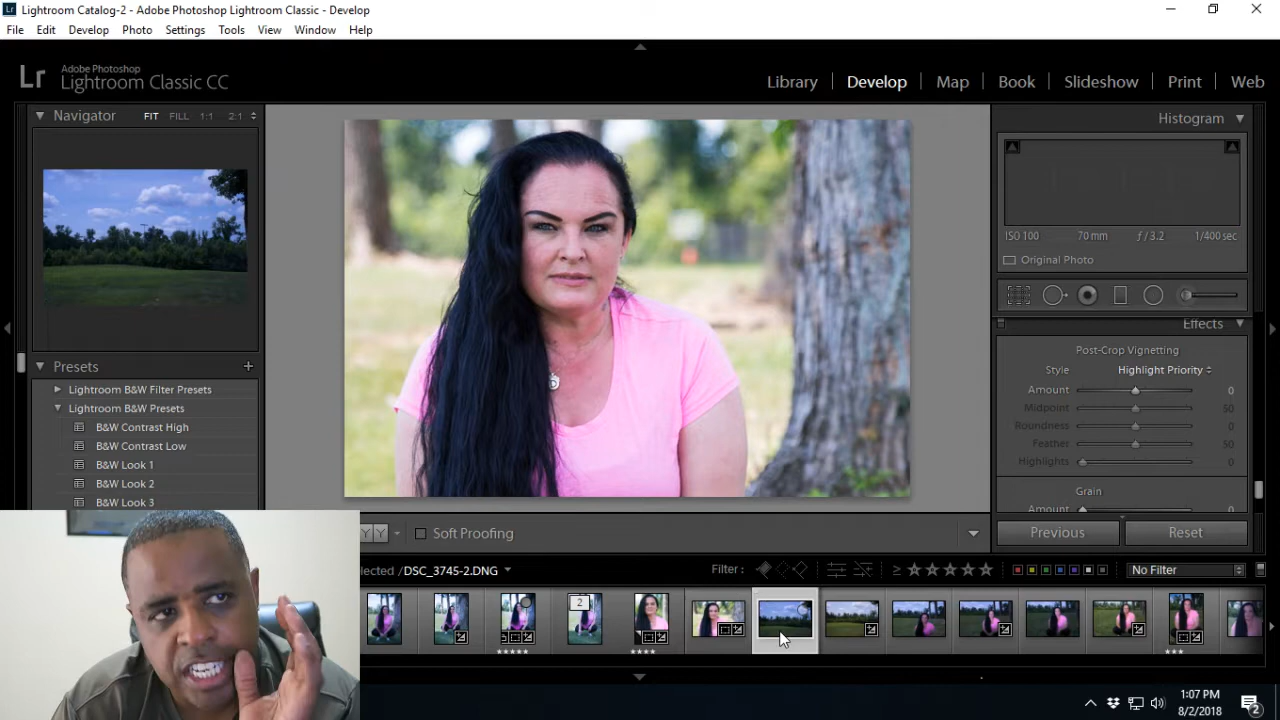 Lightroom Catalog-2 - Adobe Photoshop Lightroom Classic - Develop
File Edit Develop Photo Settings Tools View Window Help
Lr Adobe Photoshop
Lightroom Classic CC
Library Develop Map Book Slideshow Print Web
Navigator FIT FILL 1:1 2:1
Histogram
ISO 100 70 mm ƒ / 3.2 1/400 sec
Original Photo
Effects
Post-Crop Vignetting
Style Highlight Priority
Amount 0
Midpoint 50
Roundness 0
Feather 50
Highlights 0
Grain
Amount 0
Presets +
Lightroom B&W Filter Presets
Lightroom B&W Presets
B&W Contrast High
B&W Contrast Low
B&W Look 1
B&W Look 2
B&W Look 3
YY Soft Proofing
Previous Reset
elected / DSC_3745-2.DNG
Filter: ≥ No Filter
2
1:07 PM
8/2/2018
2